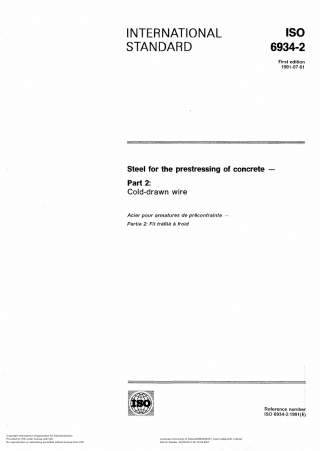 INTERNATIONAL
STANDARD
ISO
6934-2
First edition
1991-07-01
Steel for the prestressing of concrete —
Part 2:
Cold-drawn wire
Acier pour armatures de précontrainte —
Partie 2: Fil tréfilé à froid
ISO
Reference number
ISO 6934-2:1991(E)